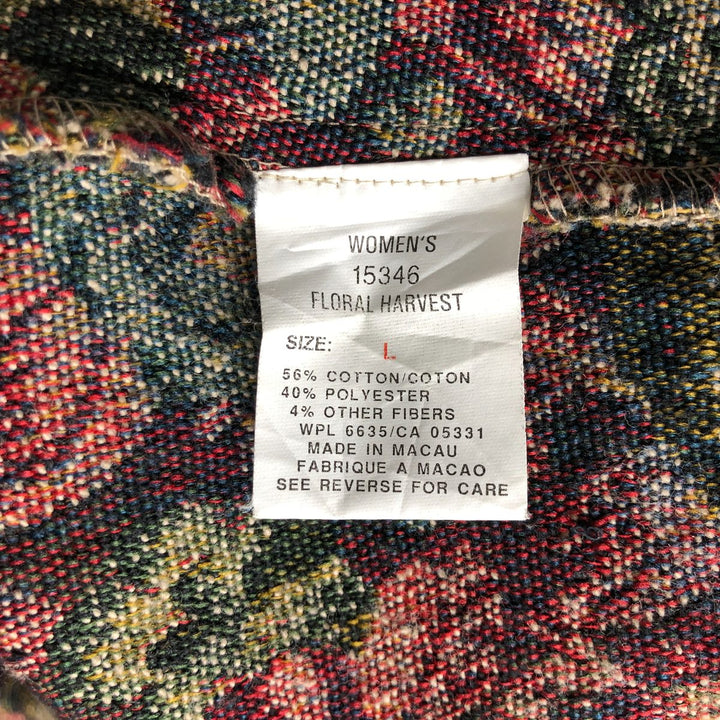 WOMEN'S
15346
FLORAL HARVEST
SIZE: L
56% COTTON/COTON
40% POLYESTER
4% OTHER FIBERS
WPL 6635/CA 05331
MADE IN MACAU
FABRIQUE A MACAO
SEE REVERSE FOR CARE